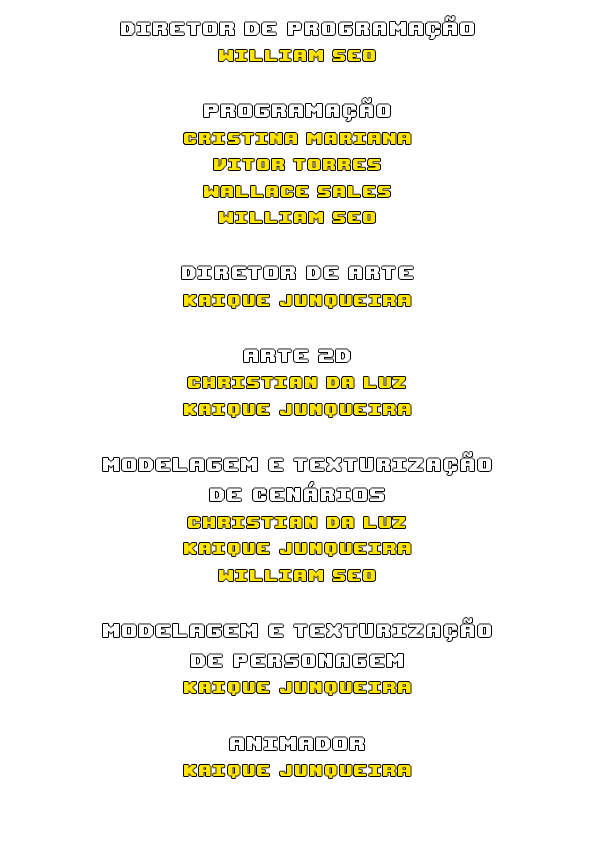 DIRETOR DE PROGRAMAÇÃO
WILLIAM SEO
PROGRAMAÇÃO
CRISTINA MARIANA
VITOR TORRES
WALLACE SALES
WILLIAM SEO
DIRETOR DE ARTE
KAIQUE JUNQUEIRA
ARTE 2D
CHRISTIAN DA LUZ
KAIQUE JUNQUEIRA
MODELAGEM E TEXTURIZAÇÃO
DE CENÁRIOS
CHRISTIAN DA LUZ
KAIQUE JUNQUEIRA
WILLIAM SEO
MODELAGEM E TEXTURIZAÇÃO
DE PERSONAGEM
KAIQUE JUNQUEIRA
ANIMADOR
KAIQUE JUNQUEIRA